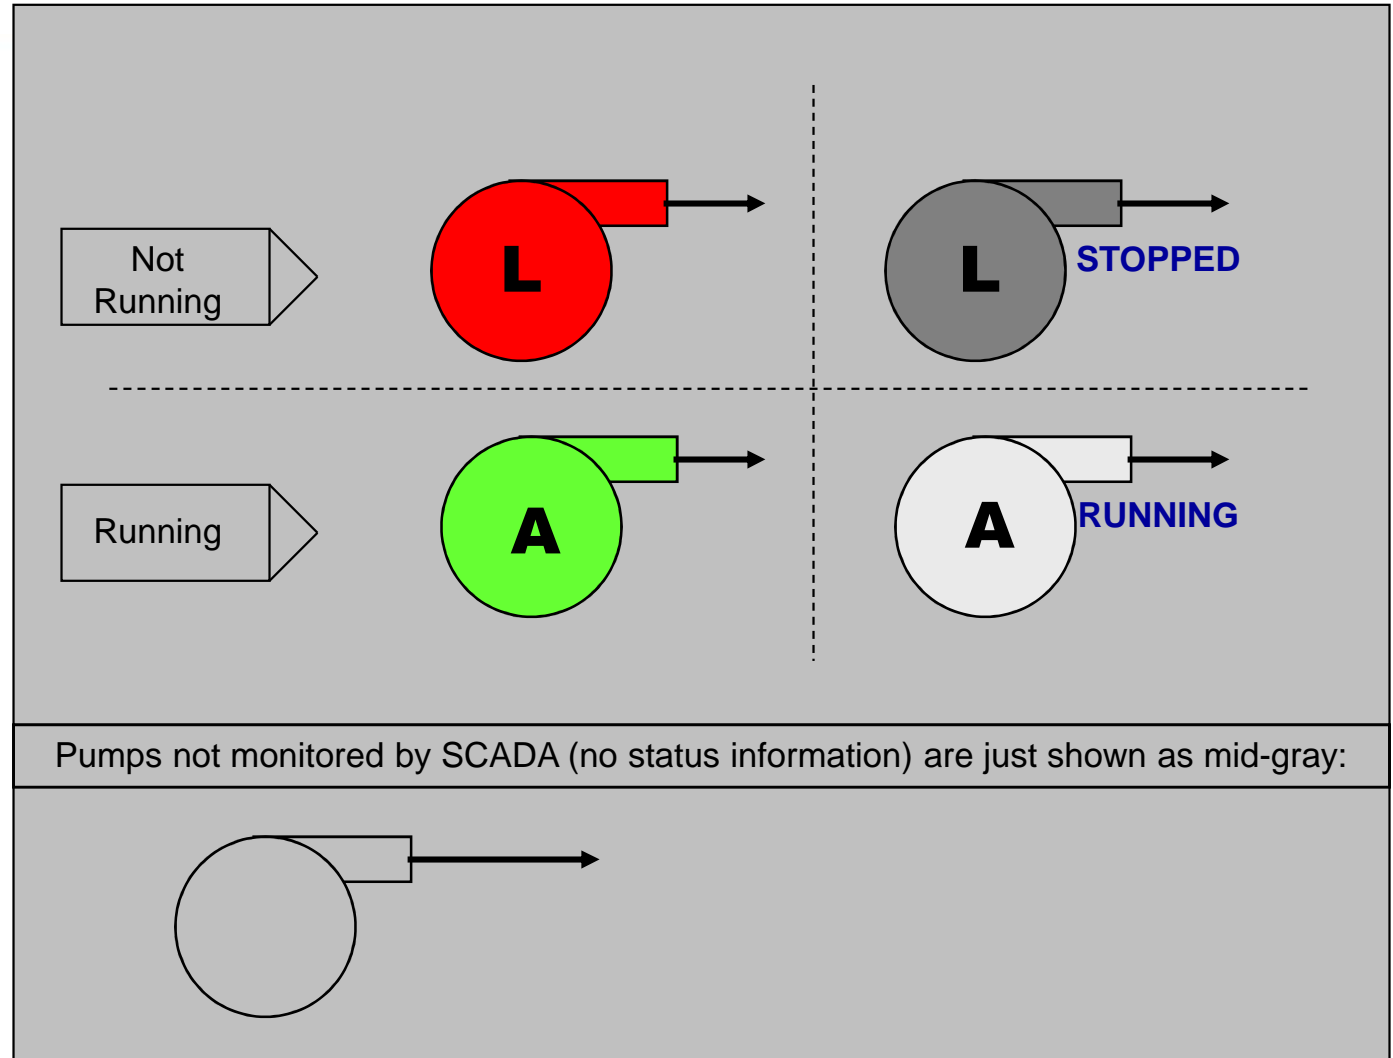 Not
Running
L
L
STOPPED
Running
A
A
RUNNING
Pumps not monitored by SCADA (no status information) are just shown as mid-gray: